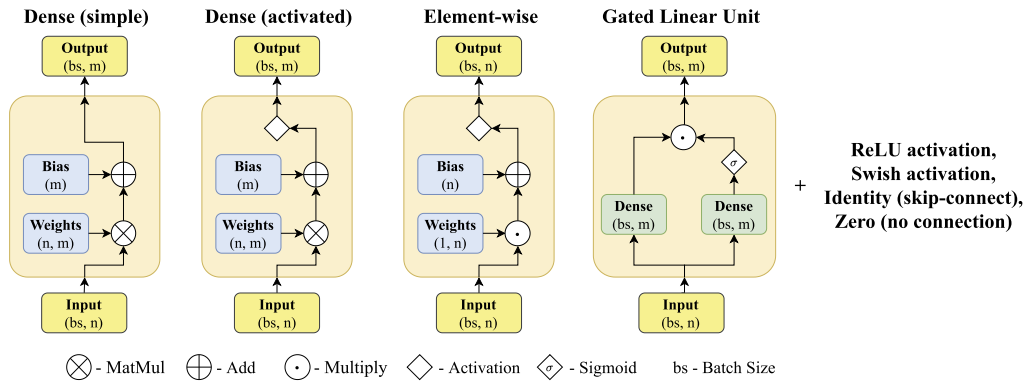 Dense (simple)
Output
(bs, m)
Bias
(m)
Weights
(n, m)
Input
(bs, n)
Dense (activated)
Output
(bs, m)
Bias
(m)
Weights
(n, m)
Input
(bs, n)
Element-wise
Output
(bs, n)
Bias
(n)
Weights
(1, n)
Input
(bs, n)
Gated Linear Unit
Output
(bs, m)
σ
Dense
(bs, m)
Dense
(bs, m)
Input
(bs, n)
+
ReLU activation,
Swish activation,
Identity (skip-connect),
Zero (no connection)
- MatMul
- Add
- Multiply
- Activation
σ - Sigmoid
bs - Batch Size